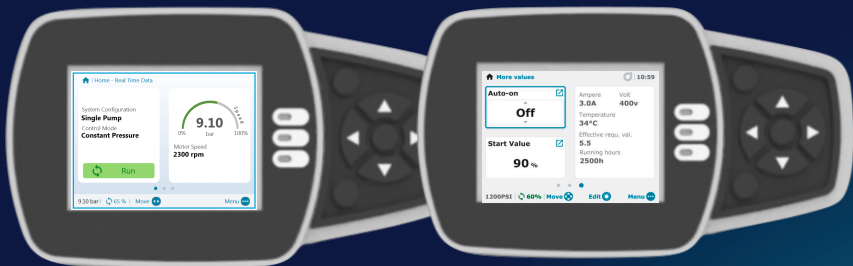 | Home - Real Time Data
System Configuration
Single Pump
Control Mode
Constant Pressure
Run
Speed
9.10
0%
bar
100%
Motor Speed
2300 rpm
9.10 bar | 65 % | Move
Menu
More values
10:59
Auto-on
Off
Start Value
90 %
Ampore Volt
3.0A 400v
Temperature
34°C
Effective requ. val.
5.5
Running hours
2500h
1200PSI 60% Move Edit Menu